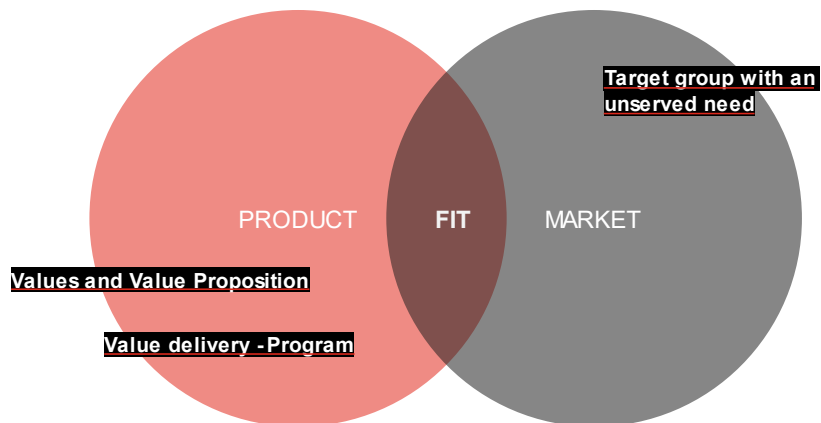 Target group with an
unserved need
PRODUCT
FIT
MARKET
Values and Value Proposition
Value delivery - Program